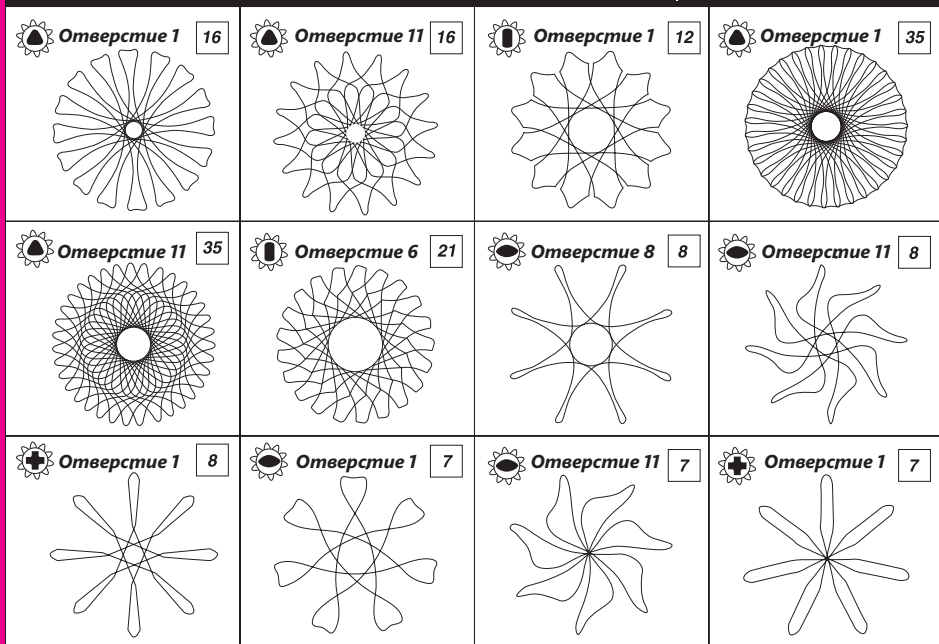 Отверстие 1 16
Отверстие 11 16
Отверстие 1 12
Отверстие 1 35
Отверстие 11 35
Отверстие 6 21
Отверстие 8 8
Отверстие 11 8
Отверстие 1 8
Отверстие 1 7
Отверстие 11 7
Отверстие 1 7